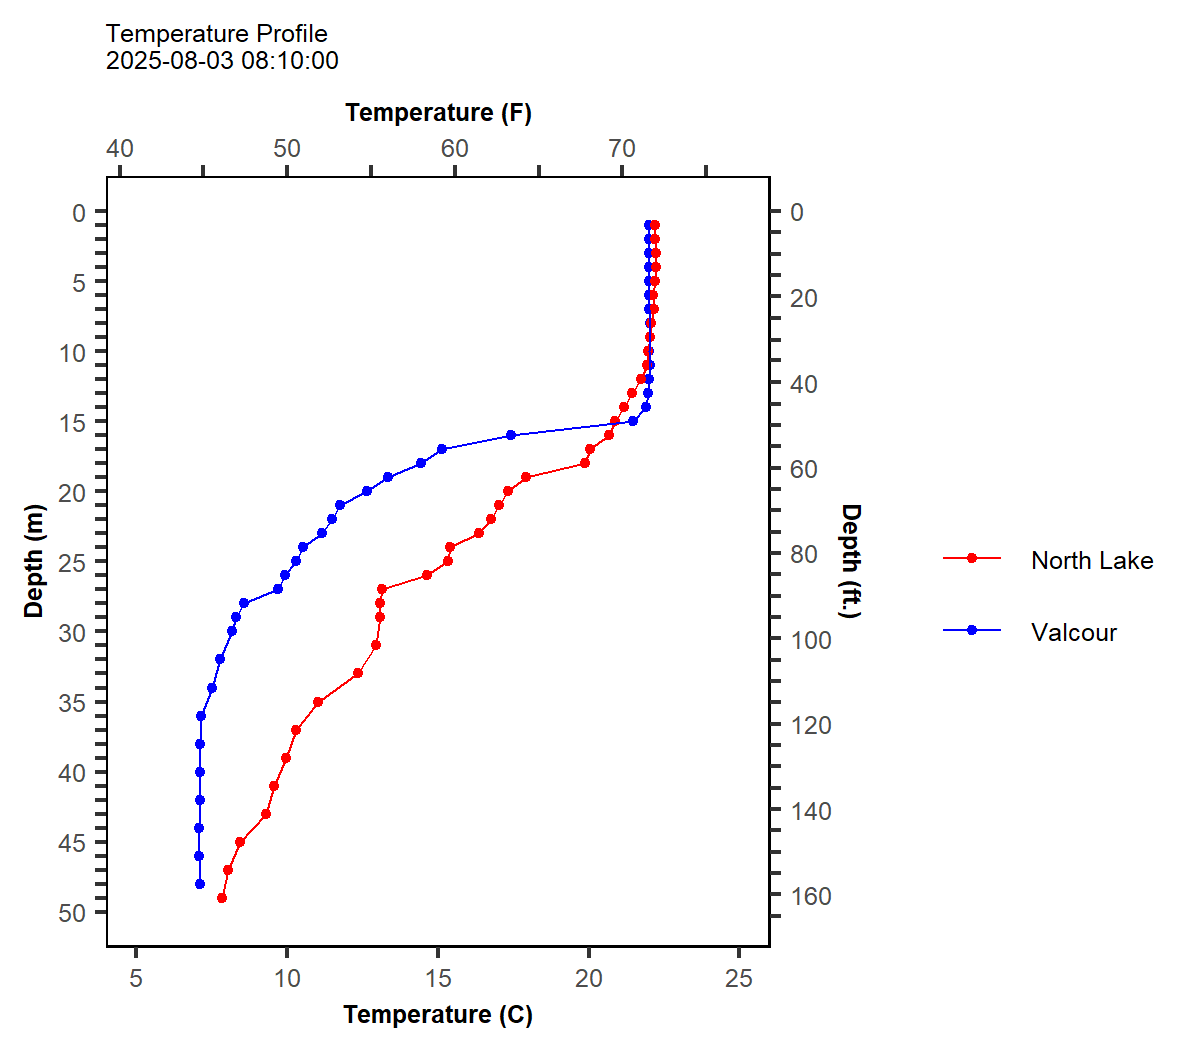 Temperature Profile
2025-08-03 08:10:00
Temperature (F)
40 50 60 70
0
5
10
15
20
25
30
35
40
45
50
Depth (m)
0
20
40
60
80
100
120
140
160
Depth (ft.)
North Lake
Valcour
5 10 15 20 25
Temperature (C)